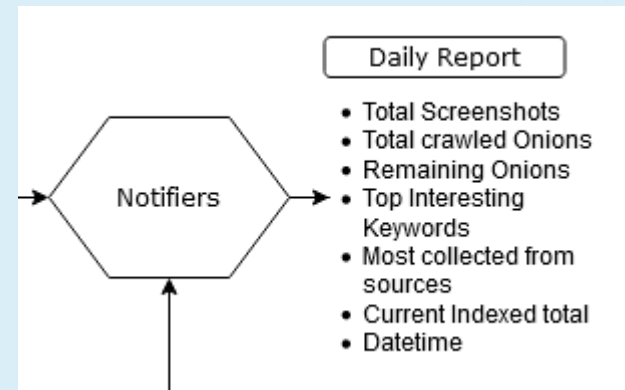 Daily Report
Notifiers
• Total Screenshots
• Total crawled Onions
• Remaining Onions
• Top Interesting
Keywords
• Most collected from
sources
• Current Indexed total
• Datetime